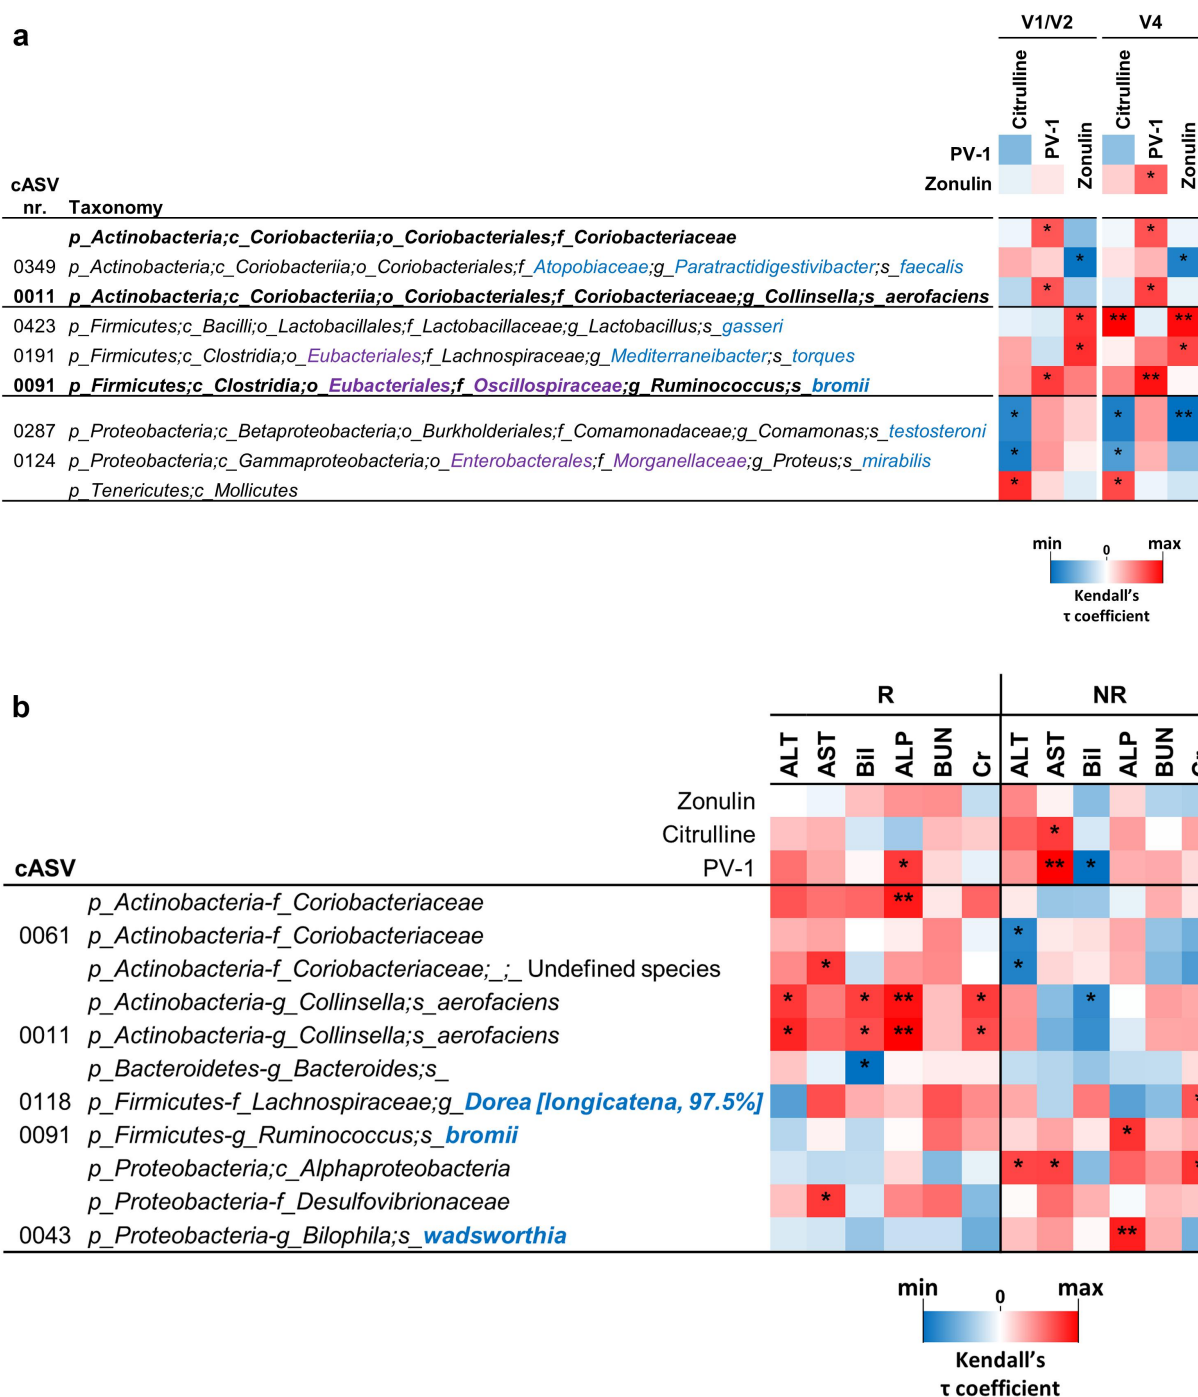 a
V1/V2 V4
Citrulline PV-1 Zonulin Citrulline PV-1 Zonulin
PV-1
Zonulin *
cASV
nr. Taxonomy
p_Actinobacteria;c_Coriobacteriia;o_Coriobacteriales;f_Coriobacteriaceae * *
0349 p_Actinobacteria;c_Coriobacteriia;o_Coriobacteriales;f_Atopobiaceae;g_Paratractidigestivibacter;s_faecalis * *
0011 p_Actinobacteria;c_Coriobacteriia;o_Coriobacteriales;f_Coriobacteriaceae;g_Collinsella;s_aerofaciens * *
0423 p_Firmicutes;c_Bacilli;o_Lactobacillales;f_Lactobacillaceae;g_Lactobacillus;s_gasseri * ** **
0191 p_Firmicutes;c_Clostridia;o_Eubacteriales;f_Lachnospiraceae;g_Mediterraneibacter;s_torques * *
0091 p_Firmicutes;c_Clostridia;o_Eubacteriales;f_Oscillospiraceae;g_Ruminococcus;s_bromii * **
0287 p_Proteobacteria;c_Betaproteobacteria;o_Burkholderiales;f_Comamonadaceae;g_Comamonas;s_testosteroni * * **
0124 p_Proteobacteria;c_Gammaproteobacteria;o_Enterobacterales;f_Morganellaceae;g_Proteus;s_mirabilis * *
p_Tenericutes;c_Mollicutes * *
min 0 max
Kendall's
τ coefficient
b
R NR
ALT AST Bil ALP BUN Cr ALT AST Bil ALP BUN Cr
Zonulin
Citrulline *
cASV PV-1 * ** *
p_Actinobacteria-f_Coriobacteriaceae **
0061 p_Actinobacteria-f_Coriobacteriaceae *
p_Actinobacteria-f_Coriobacteriaceae;_;_ Undefined species * *
p_Actinobacteria-g_Collinsella;s_aerofaciens * * ** * *
0011 p_Actinobacteria-g_Collinsella;s_aerofaciens * * ** *
p_Bacteroidetes-g_Bacteroides;s_ *
0118 p_Firmicutes-f_Lachnospiraceae;g_Dorea [longicatena, 97.5%] *
0091 p_Firmicutes-g_Ruminococcus;s_bromii *
p_Proteobacteria;c_Alphaproteobacteria * * *
p_Proteobacteria-f_Desulfovibrionaceae *
0043 p_Proteobacteria-g_Bilophila;s_wadsworthia **
min 0 max
Kendall's
τ coefficient